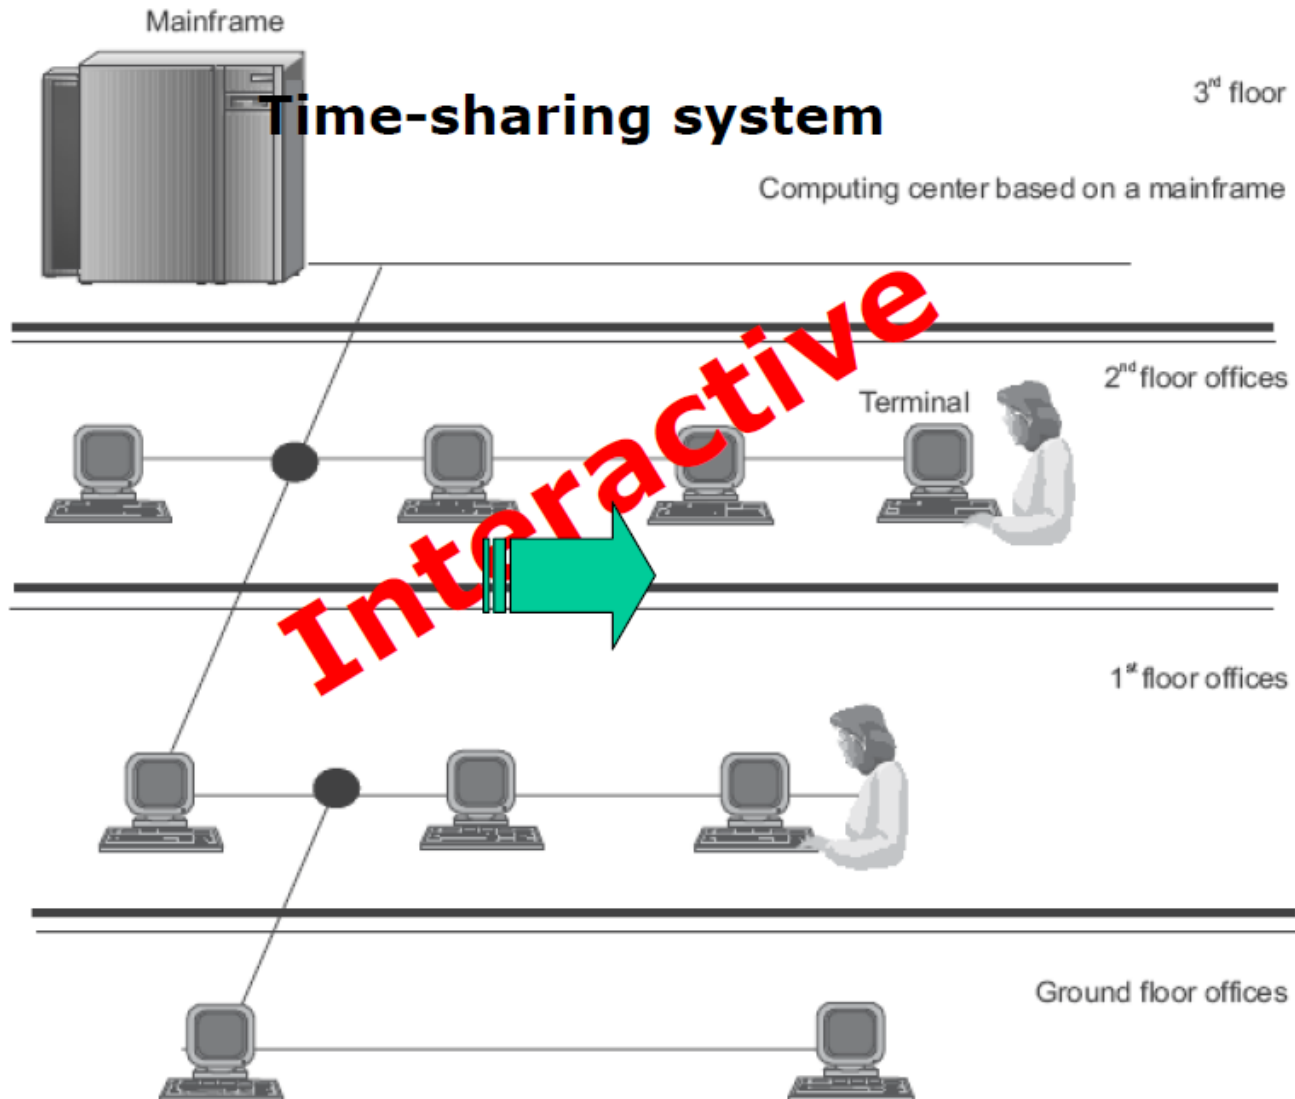 Mainframe
3rd floor
Time-sharing system
Computing center based on a mainframe
Interactive
2nd floor offices
Terminal
1st floor offices
Ground floor offices